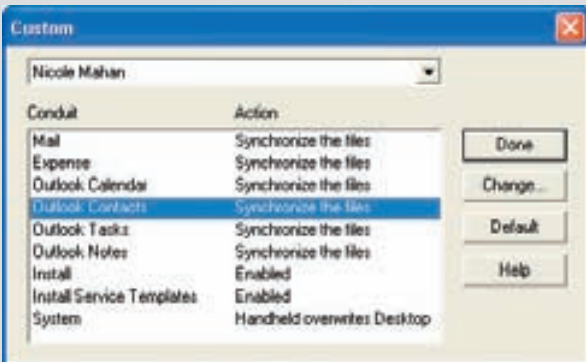 Custom
Nicole Mahan
Conduit Action
Mail Synchronize the files
Expense Synchronize the files
Outlook Calendar Synchronize the files
Outlook Contacts Synchronize the files
Outlook Tasks Synchronize the files
Outlook Notes Synchronize the files
Install Enabled
Install Service Templates Enabled
System Handheld overwrites Desktop
Done
Change...
Default
Help